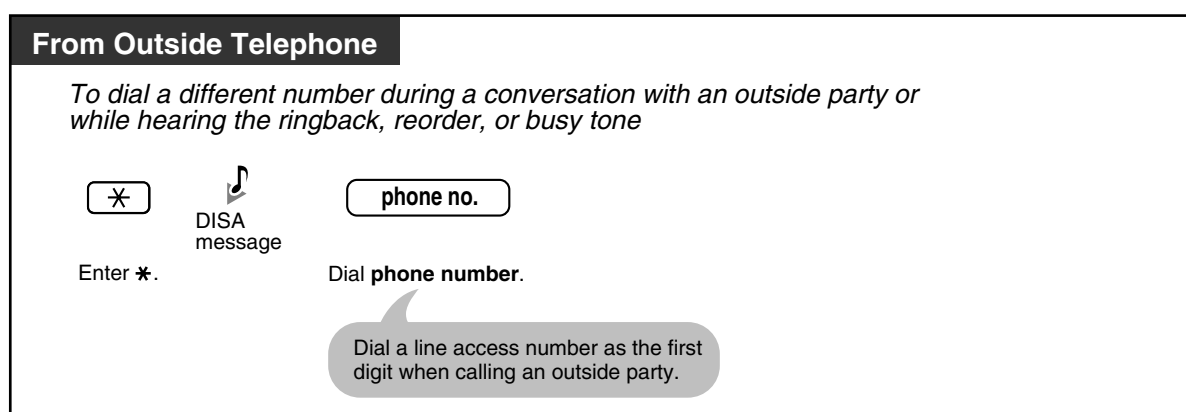 From Outside Telephone
To dial a different number during a conversation with an outside party or
while hearing the ringback, reorder, or busy tone
phone no.
DISA
message
Enter ✱.
Dial phone number.
Dial a line access number as the first
digit when calling an outside party.